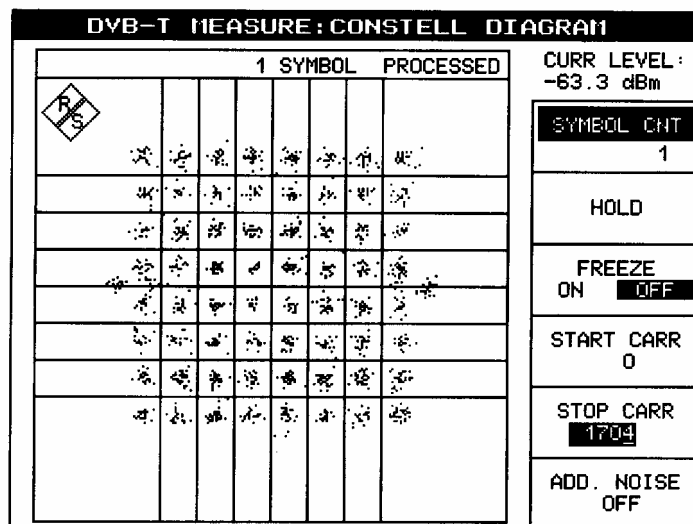 DVB-T MEASURE:CONSTELL DIAGRAM
1 SYMBOL PROCESSED
CURR LEVEL:
-63.3 dBm
R
S
SYMBOL CNT
1
HOLD
FREEZE
ON OFF
START CARR
0
STOP CARR
1704
ADD. NOISE
OFF